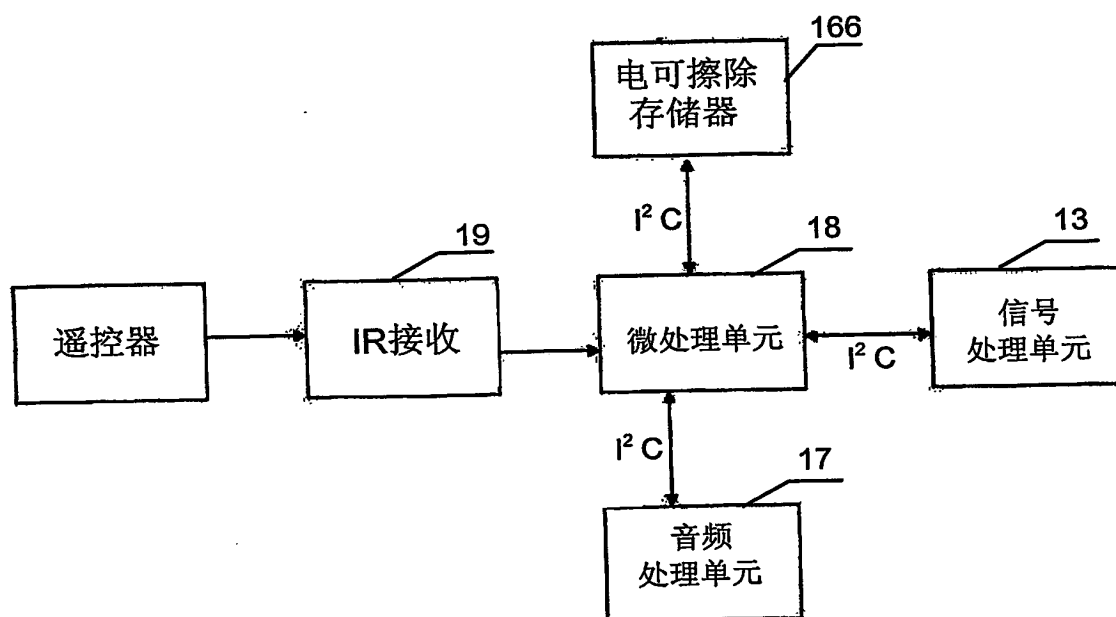 166
电可擦除
存储器
I² C
19
18
13
遥控器
IR接收
微处理单元
I² C
信号
处理单元
I² C
17
音频
处理单元